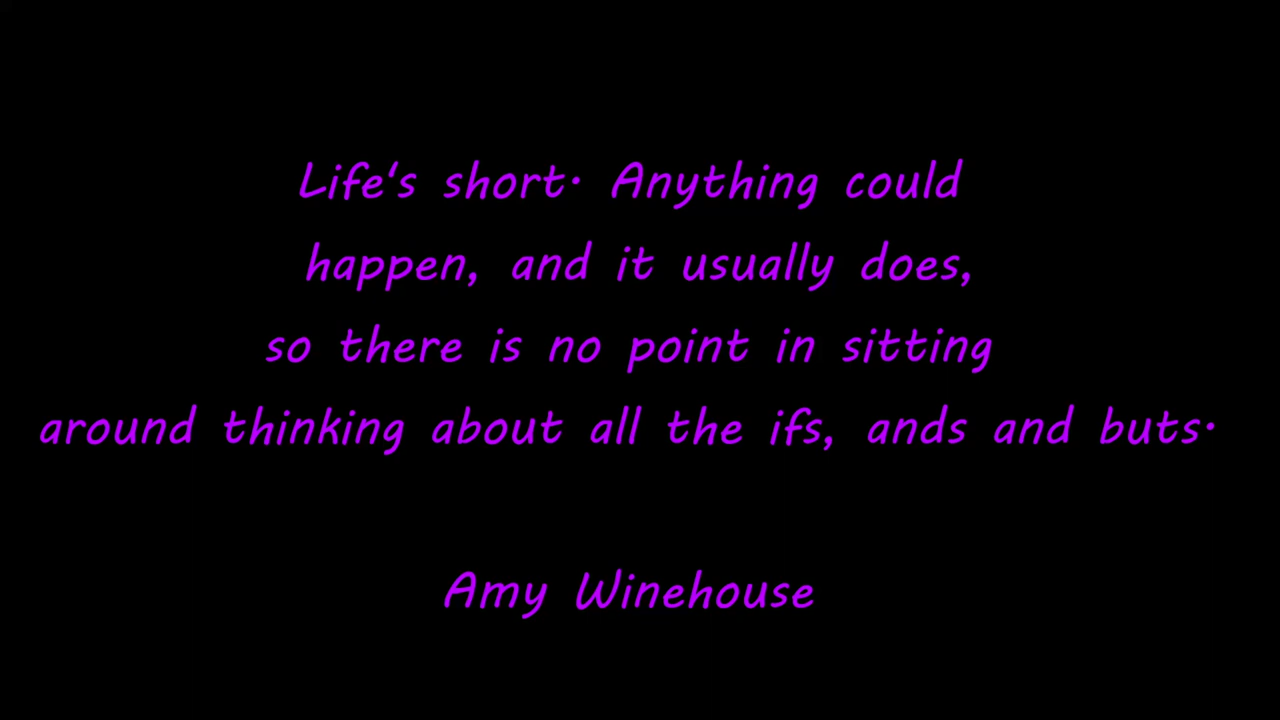 Life's short. Anything could
happen, and it usually does,
so there is no point in sitting
around thinking about all the ifs, ands and buts.
Amy Winehouse